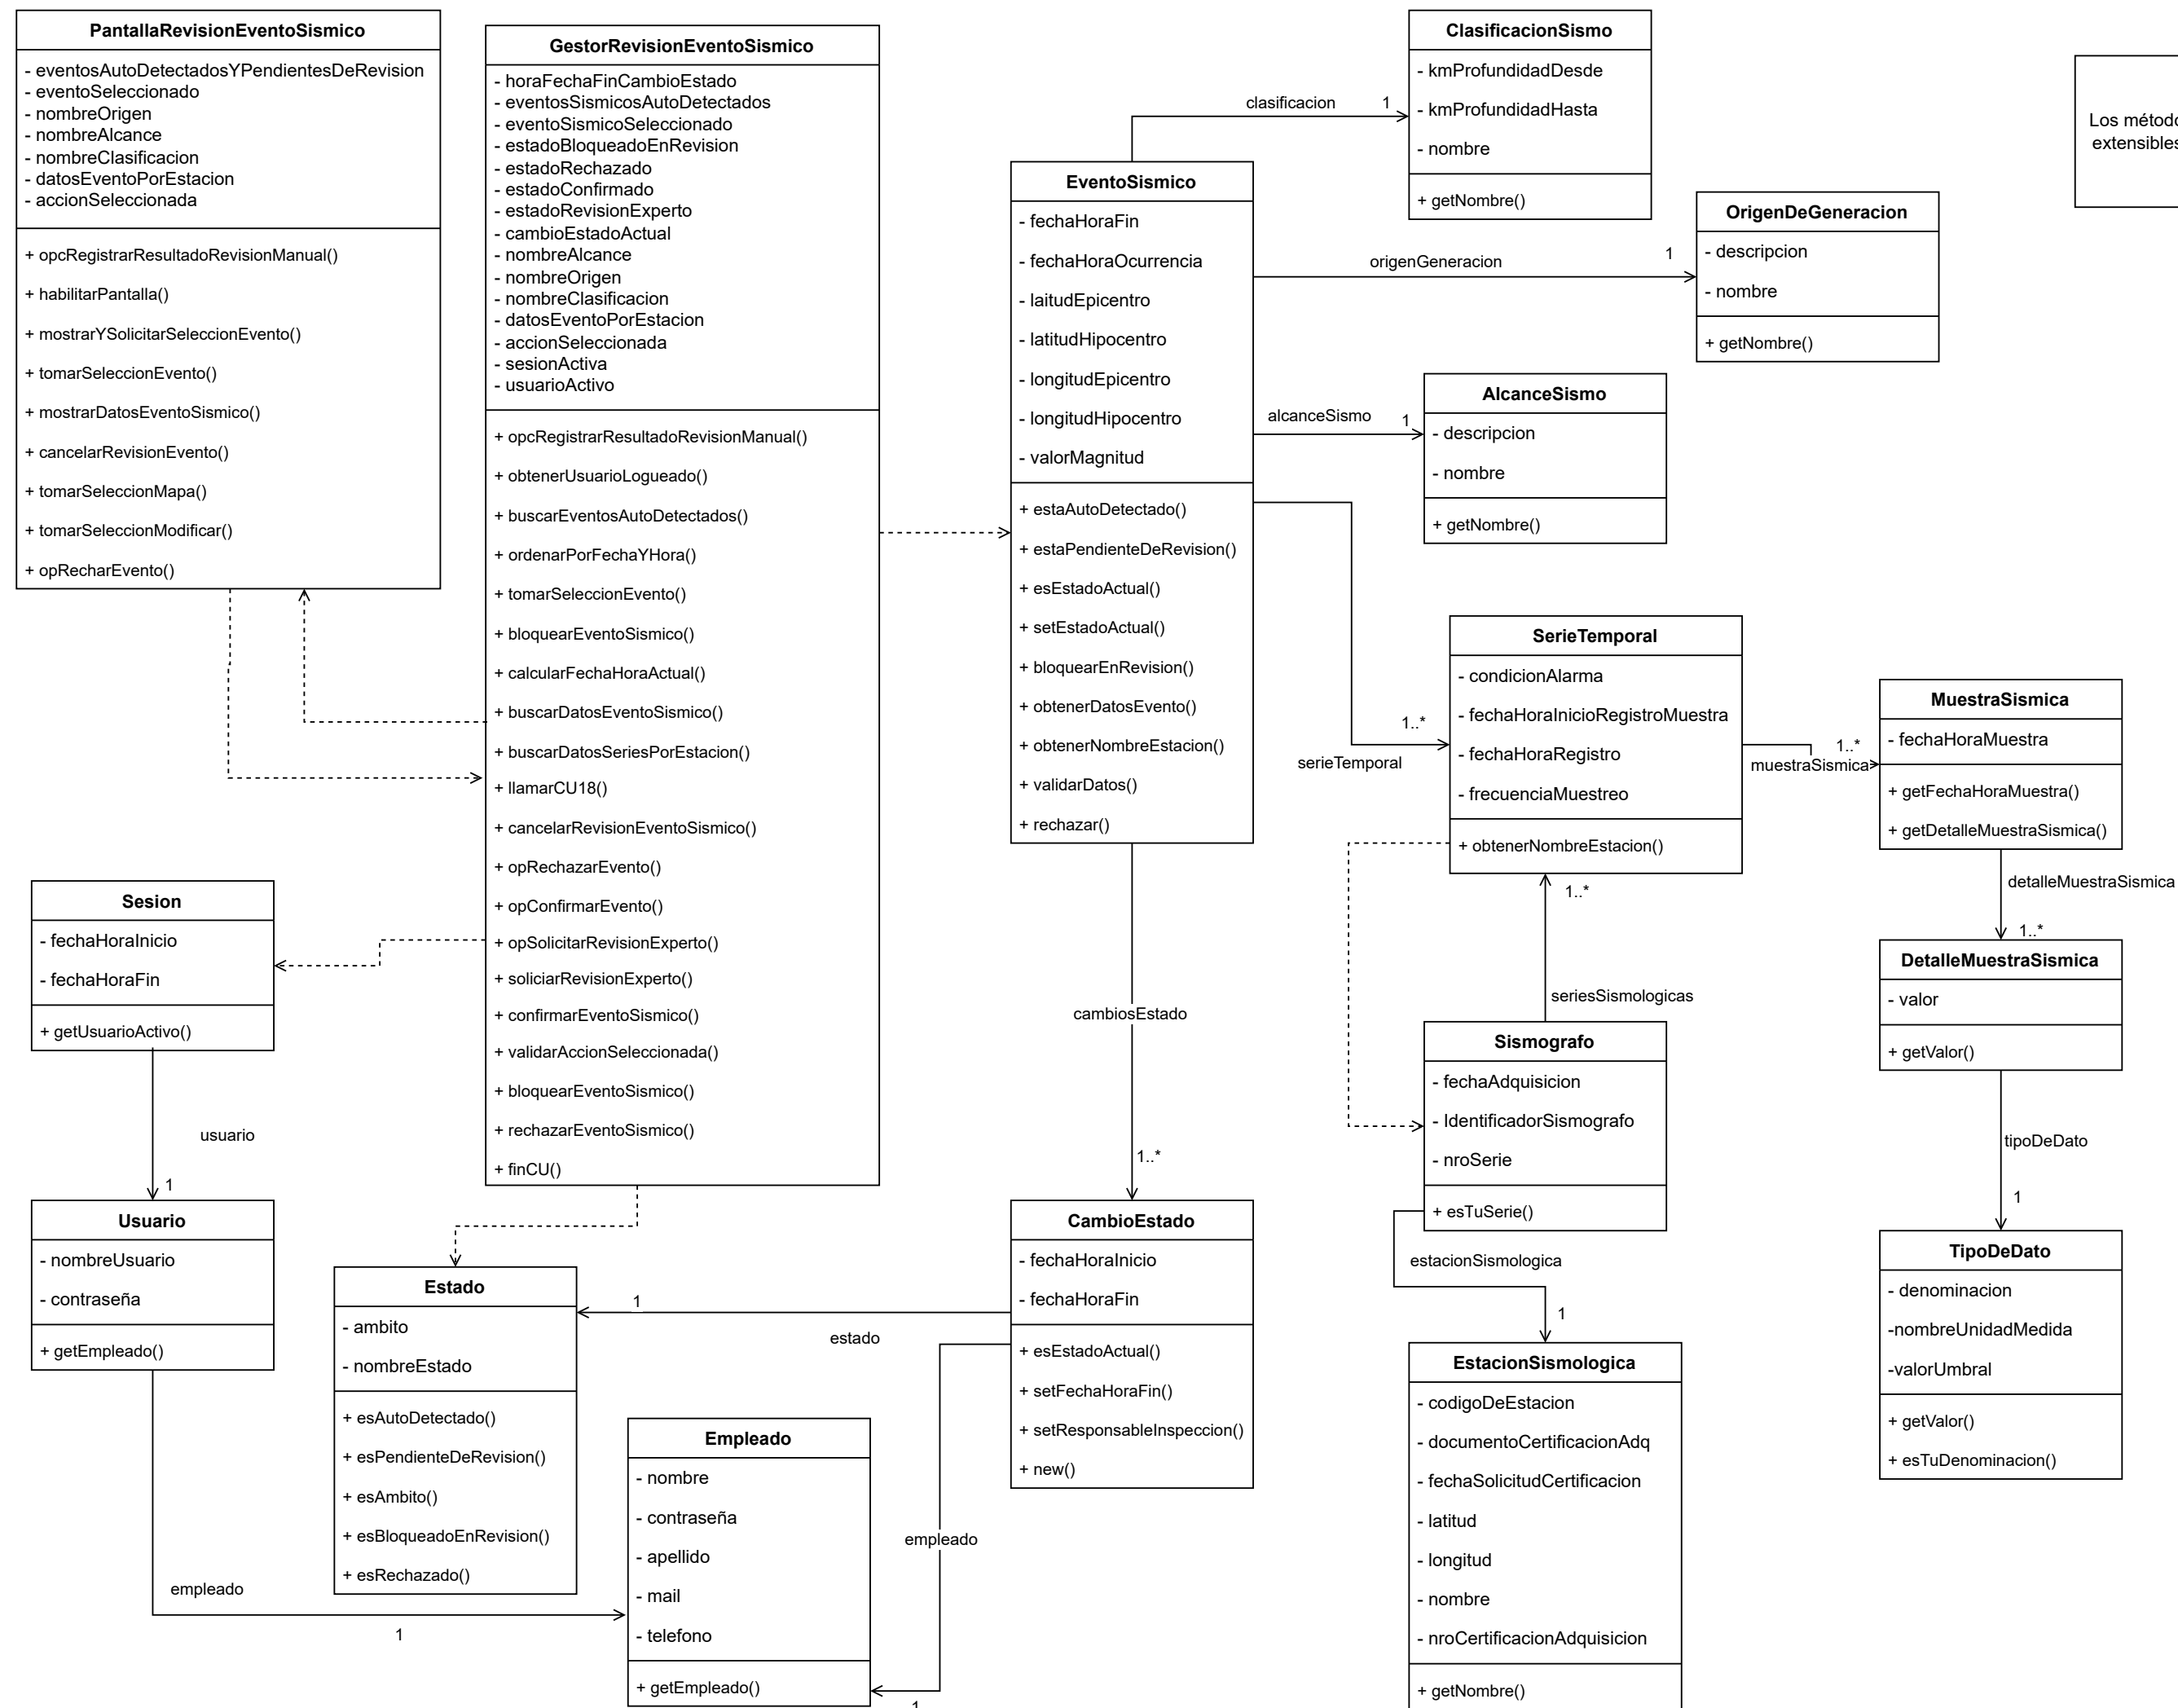 PantallaRevisionEventoSismico
- eventosAutoDetectadosYPendientesDeRevision
- eventoSeleccionado
- nombreOrigen
- nombreAlcance
- nombreClasificacion
- datosEventoPorEstacion
- accionSeleccionada
+ opcRegistrarResultadoRevisionManual()
+ habilitarPantalla()
+ mostrarYSolicitarSeleccionEvento()
+ tomarSeleccionEvento()
+ mostrarDatosEventoSismico()
+ cancelarRevisionEvento()
+ tomarSeleccionMapa()
+ tomarSeleccionModificar()
+ opRecharEvento()
GestorRevisionEventoSismico
- horaFechaFinCambioEstado
- eventosSismicosAutoDetectados
- eventoSismicoSeleccionado
- estadoBloqueadoEnRevision
- estadoRechazado
- estadoConfirmado
- estadoRevisionExperto
- cambioEstadoActual
- nombreAlcance
- nombreOrigen
- nombreClasificacion
- datosEventoPorEstacion
- accionSeleccionada
- sesionActiva
- usuarioActivo
+ opcRegistrarResultadoRevisionManual()
+ obtenerUsuarioLogueado()
+ buscarEventosAutoDetectados()
+ ordenarPorFechaYHora()
+ tomarSeleccionEvento()
+ bloquearEventoSismico()
+ calcularFechaHoraActual()
+ buscarDatosEventoSismico()
+ buscarDatosSeriesPorEstacion()
+ llamarCU18()
+ cancelarRevisionEventoSismico()
+ opRechazarEvento()
+ opConfirmarEvento()
+ opSolicitarRevisionExperto()
+ soliciarRevisionExperto()
+ confirmarEventoSismico()
+ validarAccionSeleccionada()
+ bloquearEventoSismico()
+ rechazarEventoSismico()
+ finCU()
EventoSismico
- fechaHoraFin
- fechaHoraOcurrencia
- laitudEpicentro
- latitudHipocentro
- longitudEpicentro
- longitudHipocentro
- valorMagnitud
+ estaAutoDetectado()
+ estaPendienteDeRevision()
+ esEstadoActual()
+ setEstadoActual()
+ bloquearEnRevision()
+ obtenerDatosEvento()
+ obtenerNombreEstacion()
+ validarDatos()
+ rechazar()
clasificacion
1
ClasificacionSismo
- kmProfundidadDesde
- kmProfundidadHasta
- nombre
+ getNombre()
origenGeneracion
1
OrigenDeGeneracion
- descripcion
- nombre
+ getNombre()
Los método
extensibles
alcanceSismo
1
AlcanceSismo
- descripcion
- nombre
+ getNombre()
serieTemporal
1..*
SerieTemporal
- condicionAlarma
- fechaHoraInicioRegistroMuestra
- fechaHoraRegistro
- frecuenciaMuestreo
+ obtenerNombreEstacion()
muestraSismica
1..*
MuestraSismica
- fechaHoraMuestra
+ getFechaHoraMuestra()
+ getDetalleMuestraSismica()
detalleMuestraSismica
1..*
DetalleMuestraSismica
- valor
+ getValor()
tipoDeDato
1
TipoDeDato
- denominacion
-nombreUnidadMedida
-valorUmbral
+ getValor()
+ esTuDenominacion()
1..*
seriesSismologicas
Sismografo
- fechaAdquisicion
- IdentificadorSismografo
- nroSerie
+ esTuSerie()
estacionSismologica
1
EstacionSismologica
- codigoDeEstacion
- documentoCertificacionAdq
- fechaSolicitudCertificacion
- latitud
- longitud
- nombre
- nroCertificacionAdquisicion
+ getNombre()
cambiosEstado
1..*
CambioEstado
- fechaHoraInicio
- fechaHoraFin
+ esEstadoActual()
+ setFechaHoraFin()
+ setResponsableInspeccion()
+ new()
1
estado
empleado
1
Sesion
- fechaHoraInicio
- fechaHoraFin
+ getUsuarioActivo()
usuario
1
Usuario
- nombreUsuario
- contraseña
+ getEmpleado()
empleado
1
Estado
- ambito
- nombreEstado
+ esAutoDetectado()
+ esPendienteDeRevision()
+ esAmbito()
+ esBloqueadoEnRevision()
+ esRechazado()
Empleado
- nombre
- contraseña
- apellido
- mail
- telefono
+ getEmpleado()